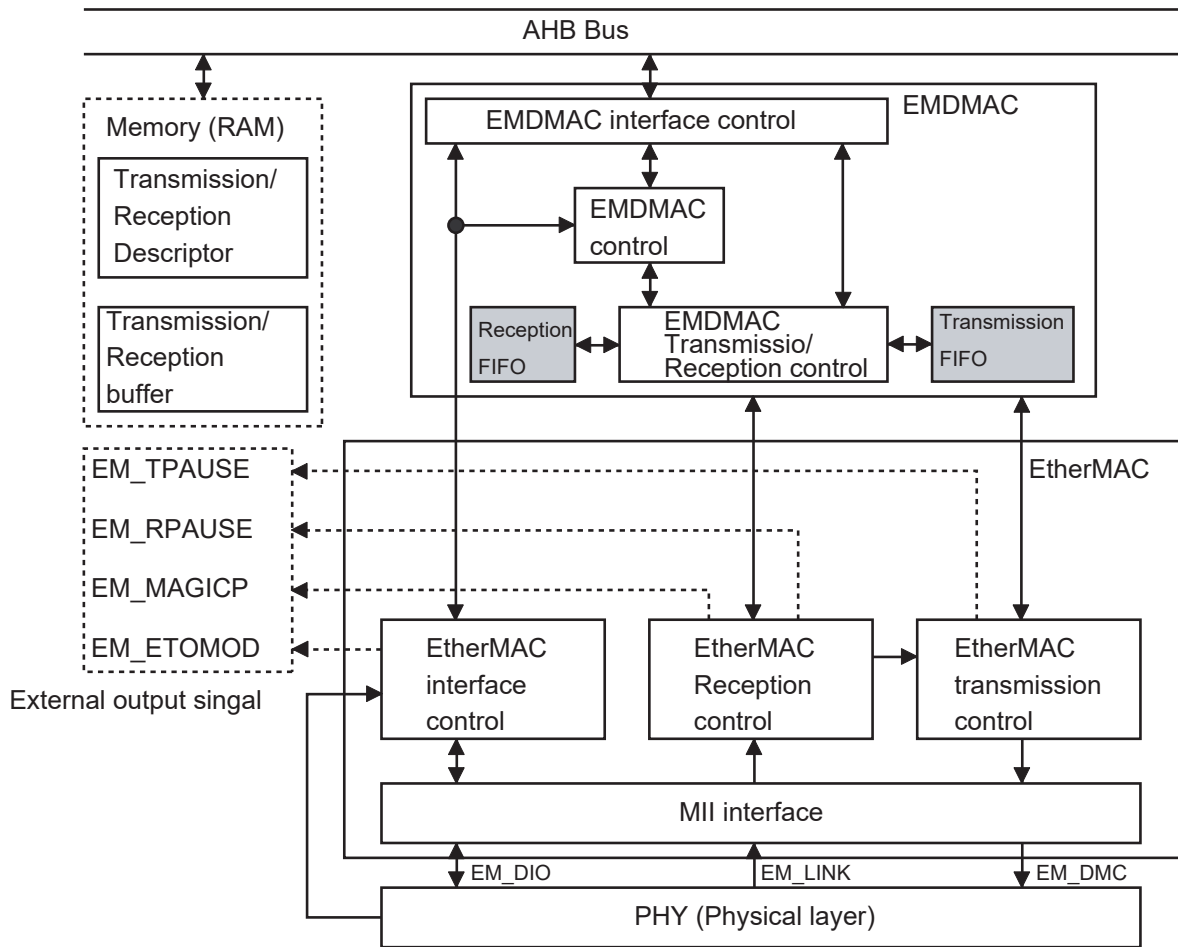 AHB Bus
Memory (RAM)
Transmission/
Reception
Descriptor
Transmission/
Reception
buffer
EMDMAC
EMDMAC interface control
EMDMAC
control
Reception
FIFO
EMDMAC
Transmissio/
Reception control
Transmission
FIFO
EM_TPAUSE
EM_RPAUSE
EM_MAGICP
EM_ETOMOD
External output singal
EtherMAC
EtherMAC
interface
control
EtherMAC
Reception
control
EtherMAC
transmission
control
MII interface
EM_DIO
EM_LINK
EM_DMC
PHY (Physical layer)